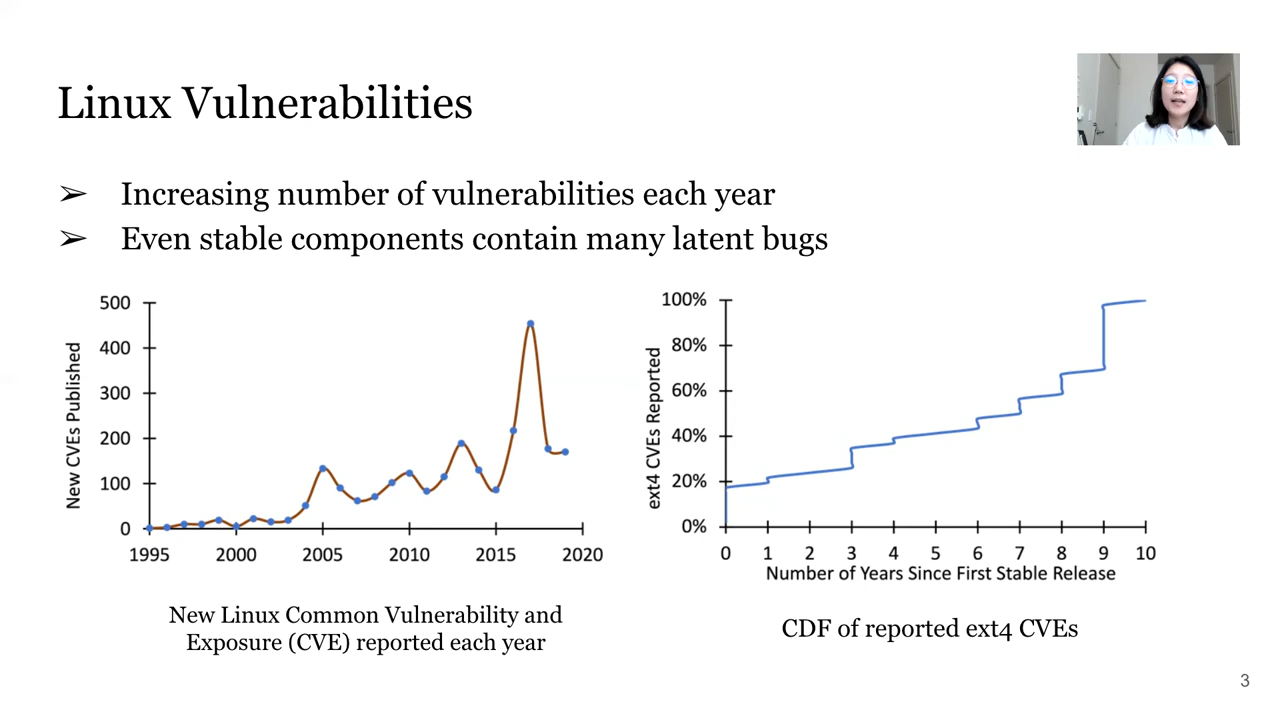 Linux Vulnerabilities
➢ Increasing number of vulnerabilities each year
➢ Even stable components contain many latent bugs
New CVEs Published
500
400
300
200
100
0
1995 2000 2005 2010 2015 2020
New Linux Common Vulnerability and
Exposure (CVE) reported each year
ext4 CVEs Reported
100%
80%
60%
40%
20%
0%
0 1 2 3 4 5 6 7 8 9 10
Number of Years Since First Stable Release
CDF of reported ext4 CVEs
3